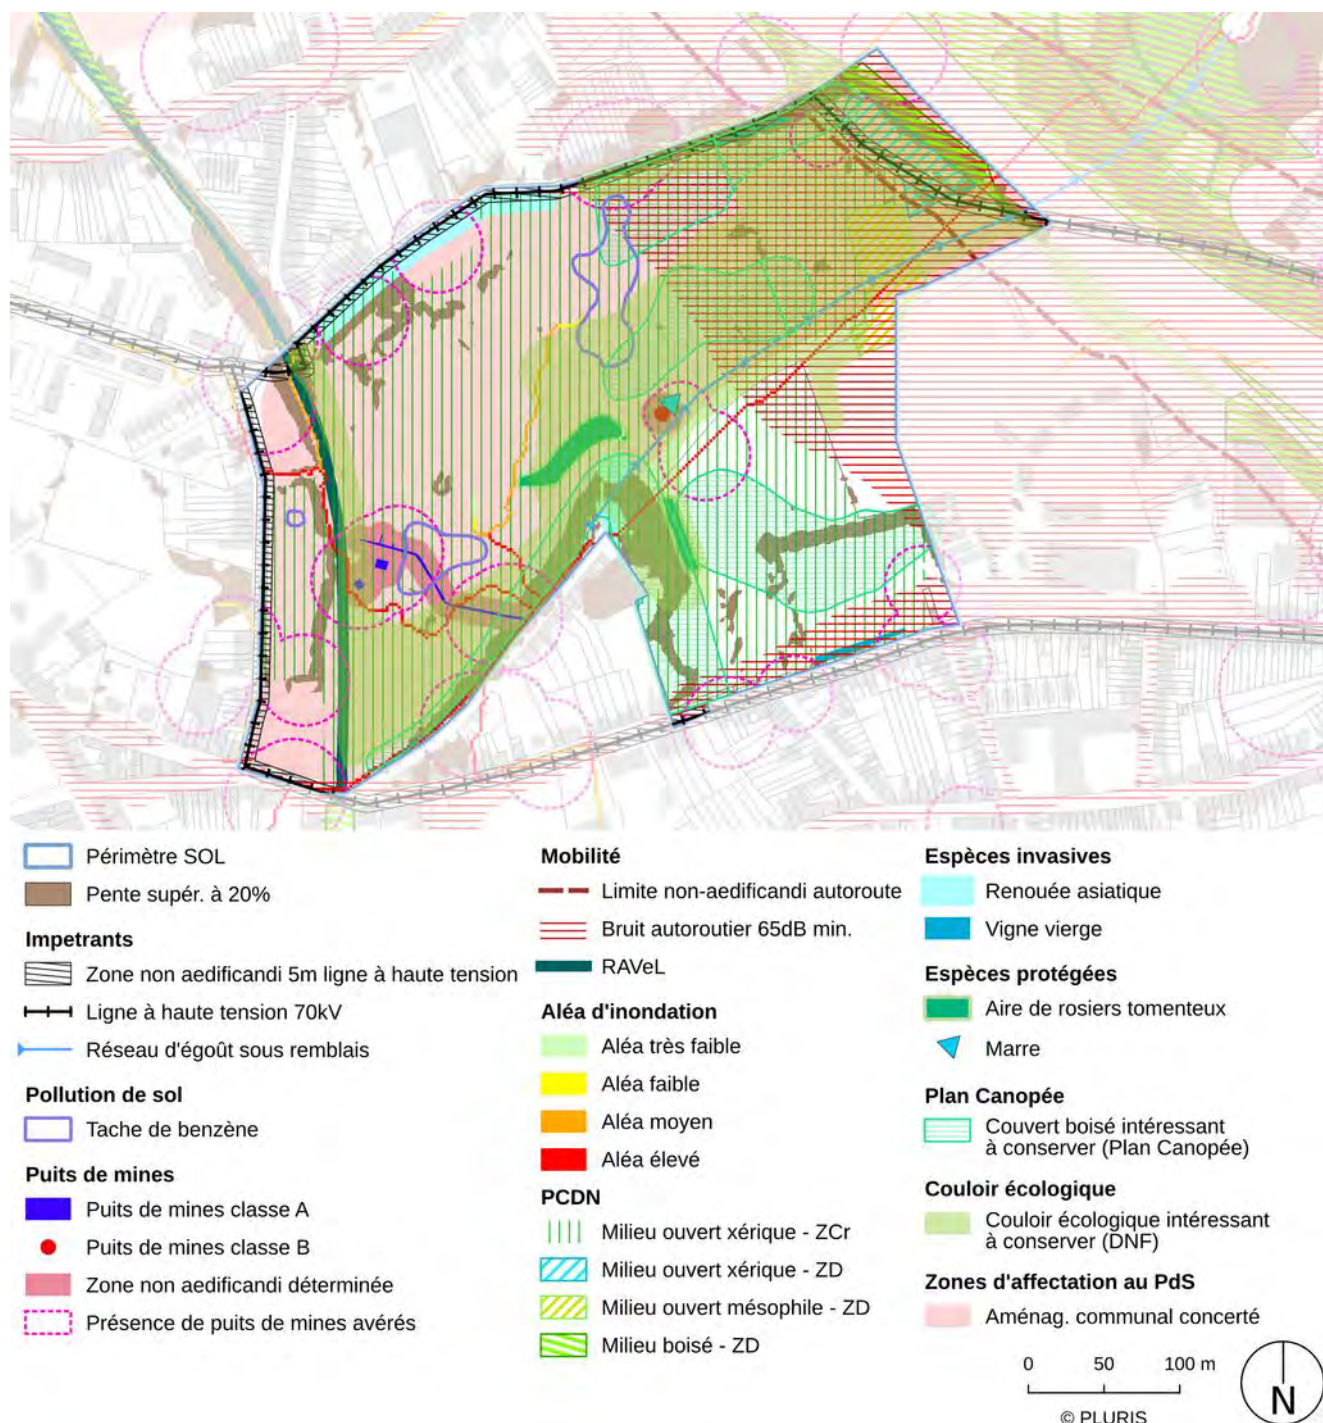 Périmètre SOL
Pente supér. à 20%
Impetrants
Zone non aedificandi 5m ligne à haute tension
Ligne à haute tension 70kV
Réseau d'égoût sous remblais
Pollution de sol
Tache de benzène
Puits de mines
Puits de mines classe A
Puits de mines classe B
Zone non aedificandi déterminée
Présence de puits de mines avérés
Mobilité
Limite non-aedificandi autoroute
Bruit autoroutier 65dB min.
RAVeL
Aléa d'inondation
Aléa très faible
Aléa faible
Aléa moyen
Aléa élevé
PCDN
Milieu ouvert xérique - ZCr
Milieu ouvert xérique - ZD
Milieu ouvert mésophile - ZD
Milieu boisé - ZD
Espèces invasives
Renouée asiatique
Vigne vierge
Espèces protégées
Aire de rosiers tomenteux
Marre
Plan Canopée
Couvert boisé intéressant
à conserver (Plan Canopée)
Couloir écologique
Couloir écologique intéressant
à conserver (DNF)
Zones d'affectation au PdS
Aménag. communal concerté
0 50 100 m
© PLURIS
N